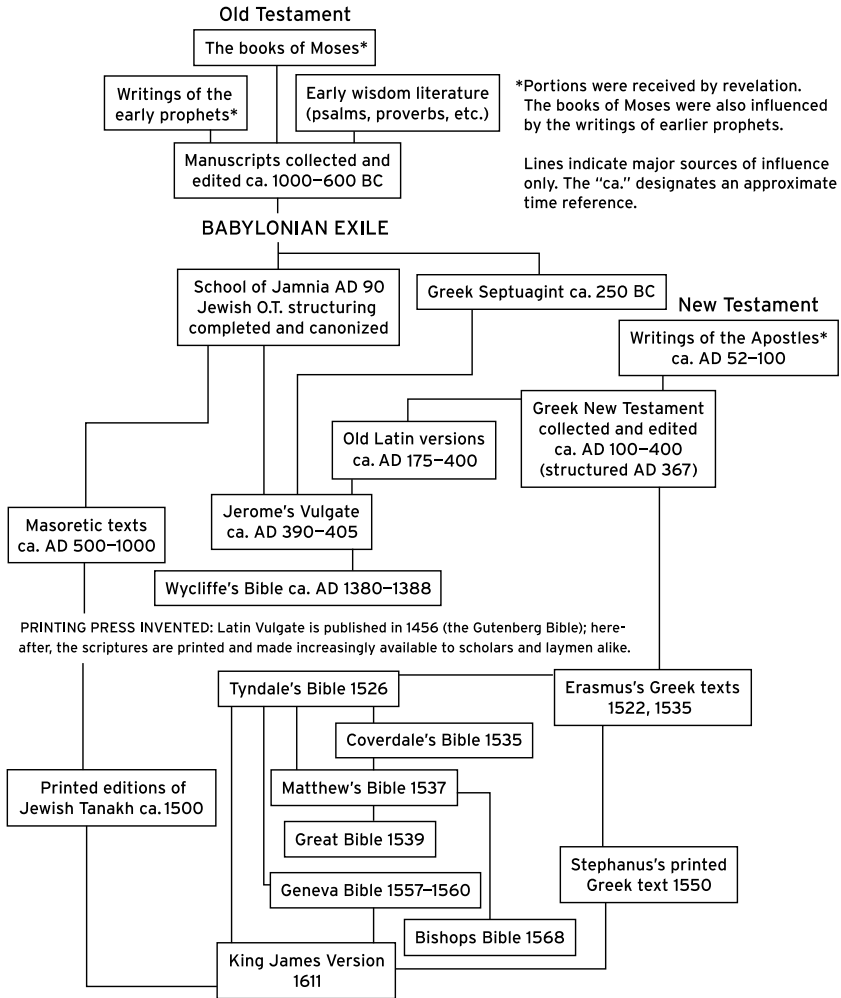 Old Testament
The books of Moses*
Writings of the
early prophets*
Early wisdom literature
(psalms, proverbs, etc.)
*Portions were received by revelation.
The books of Moses were also influenced
by the writings of earlier prophets.
Lines indicate major sources of influence
only. The “ca.” designates an approximate
time reference.
Manuscripts collected and
edited ca. 1000–600 BC
BABYLONIAN EXILE
School of Jamnia AD 90
Jewish O.T. structuring
completed and canonized
Greek Septuagint ca. 250 BC
New Testament
Writings of the Apostles*
ca. AD 52–100
Greek New Testament
collected and edited
ca. AD 100–400
(structured AD 367)
Old Latin versions
ca. AD 175–400
Jerome’s Vulgate
ca. AD 390–405
Masoretic texts
ca. AD 500–1000
Wycliffe’s Bible ca. AD 1380–1388
PRINTING PRESS INVENTED: Latin Vulgate is published in 1456 (the Gutenberg Bible); here-
after, the scriptures are printed and made increasingly available to scholars and laymen alike.
Tyndale’s Bible 1526
Erasmus’s Greek texts
1522, 1535
Coverdale’s Bible 1535
Printed editions of
Jewish Tanakh ca. 1500
Matthew’s Bible 1537
Great Bible 1539
Stephanus’s printed
Greek text 1550
Geneva Bible 1557–1560
Bishops Bible 1568
King James Version
1611